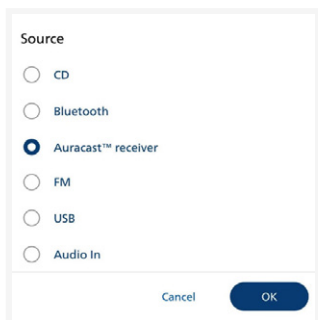 Source
CD
Bluetooth
Auracast™ receiver
FM
USB
Audio In
Cancel OK